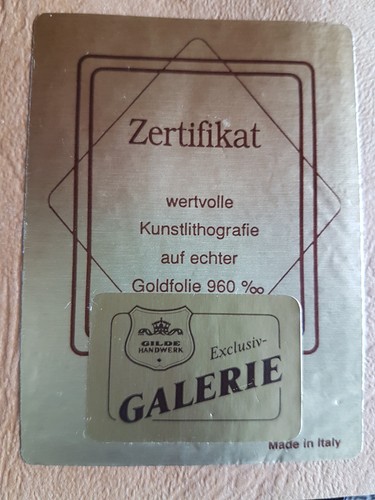 Zertifikat
wertvolle
Kunstlithografie
auf echter
Goldfolie 960 ‰
GILDE
HANDWERK
Exclusiv-
GALERIE
Made in Italy